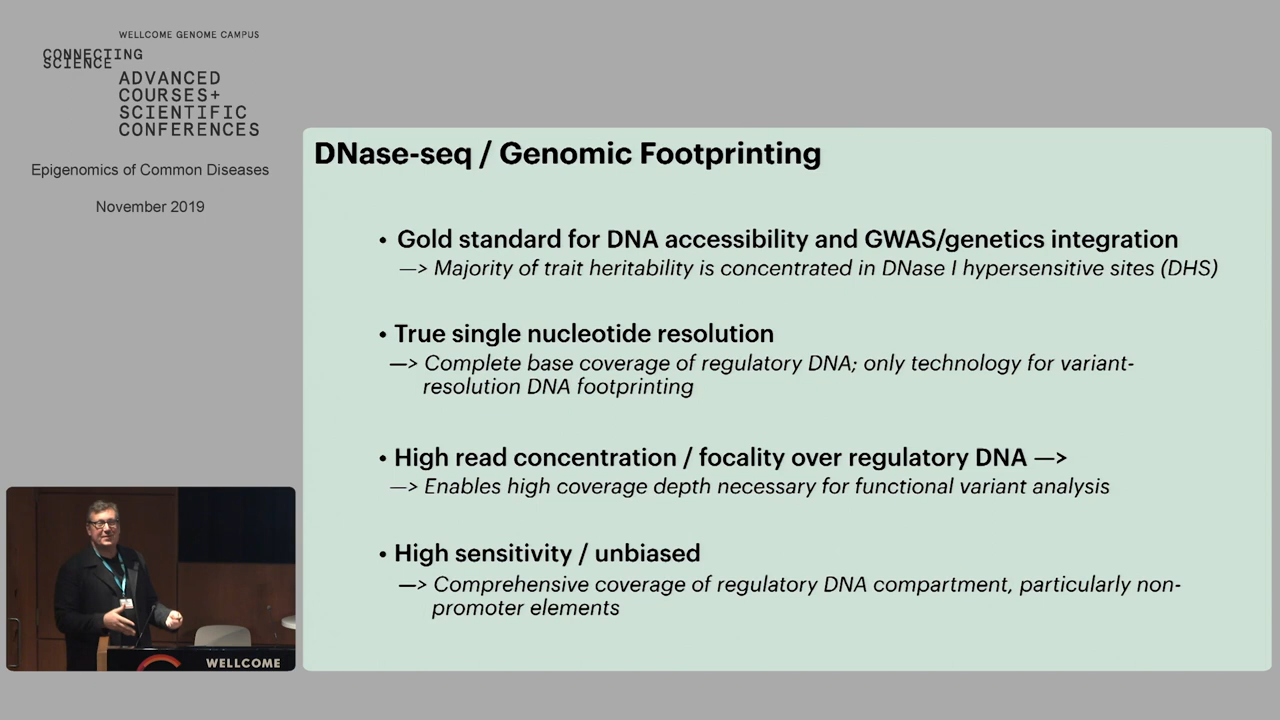 WELLCOME GENOME CAMPUS
CONNECTING
SCIENCE
ADVANCED
COURSES+
SCIENTIFIC
CONFERENCES
Epigenomics of Common Diseases
November 2019
DNase-seq / Genomic Footprinting
• Gold standard for DNA accessibility and GWAS/genetics integration
—> Majority of trait heritability is concentrated in DNase I hypersensitive sites (DHS)
• True single nucleotide resolution
—> Complete base coverage of regulatory DNA; only technology for variant-
resolution DNA footprinting
• High read concentration / focality over regulatory DNA —>
—> Enables high coverage depth necessary for functional variant analysis
• High sensitivity / unbiased
—> Comprehensive coverage of regulatory DNA compartment, particularly non-
promoter elements
WELLCOME